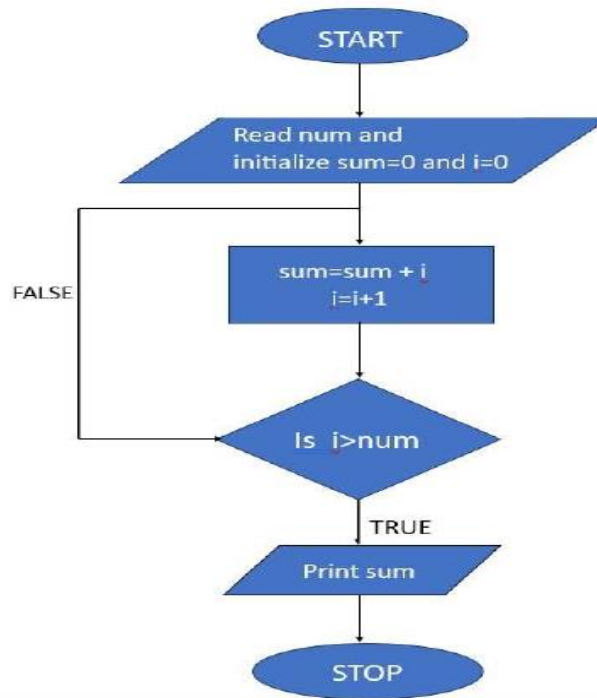 START
Read num and
initialize sum=0 and i=0
sum=sum + i
i=i+1
FALSE
Is i>num
TRUE
Print sum
STOP